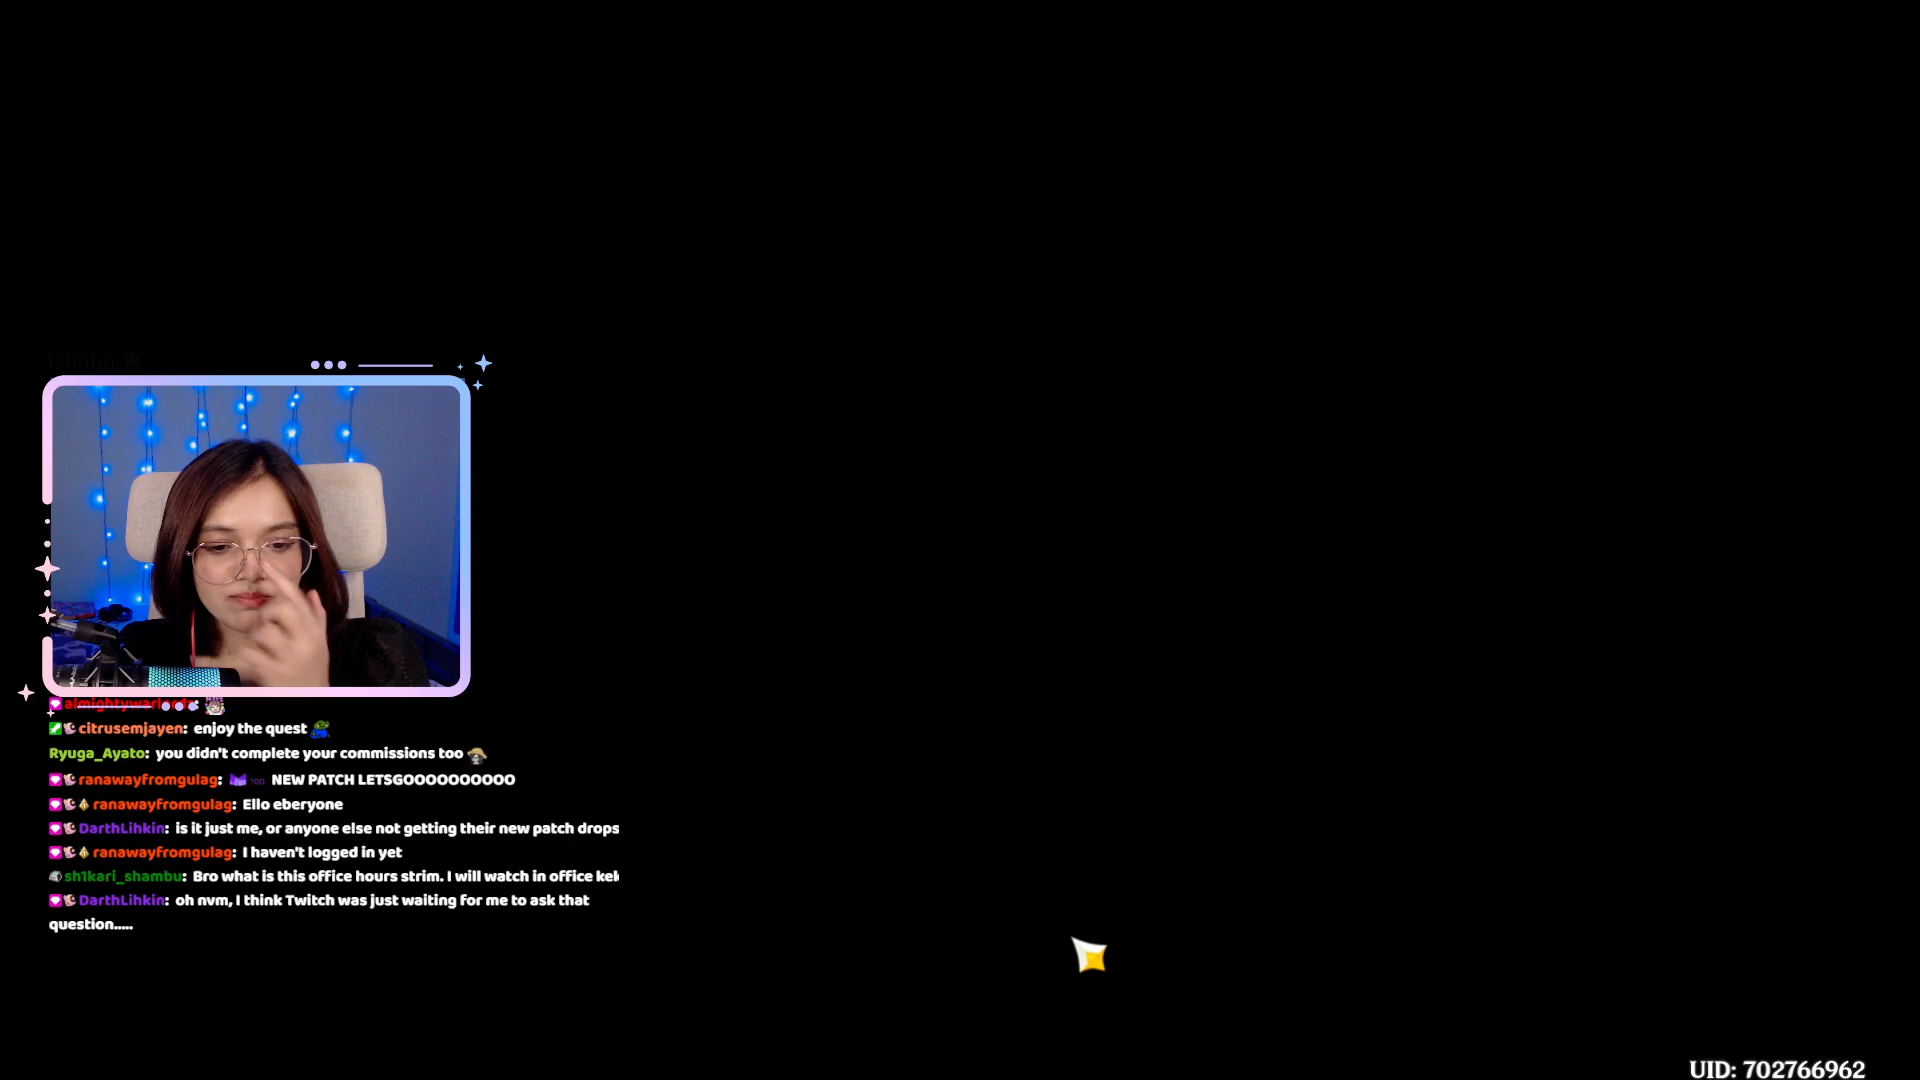 1shhhh
almightywarlordz:
citrusemjayen: enjoy the quest
Ryuga_Ayato: you didn't complete your commissions too
ranawayfromgulag: 100 NEW PATCH LETSGOOOOOOOOOO
ranawayfromgulag: Ello eberyone
DarthLihkin: is it just me, or anyone else not getting their new patch drops
ranawayfromgulag: I haven't logged in yet
sh1kari_shambu: Bro what is this office hours strim. I will watch in office kek
DarthLihkin: oh nvm, I think Twitch was just waiting for me to ask that
question.....
UID: 702766962